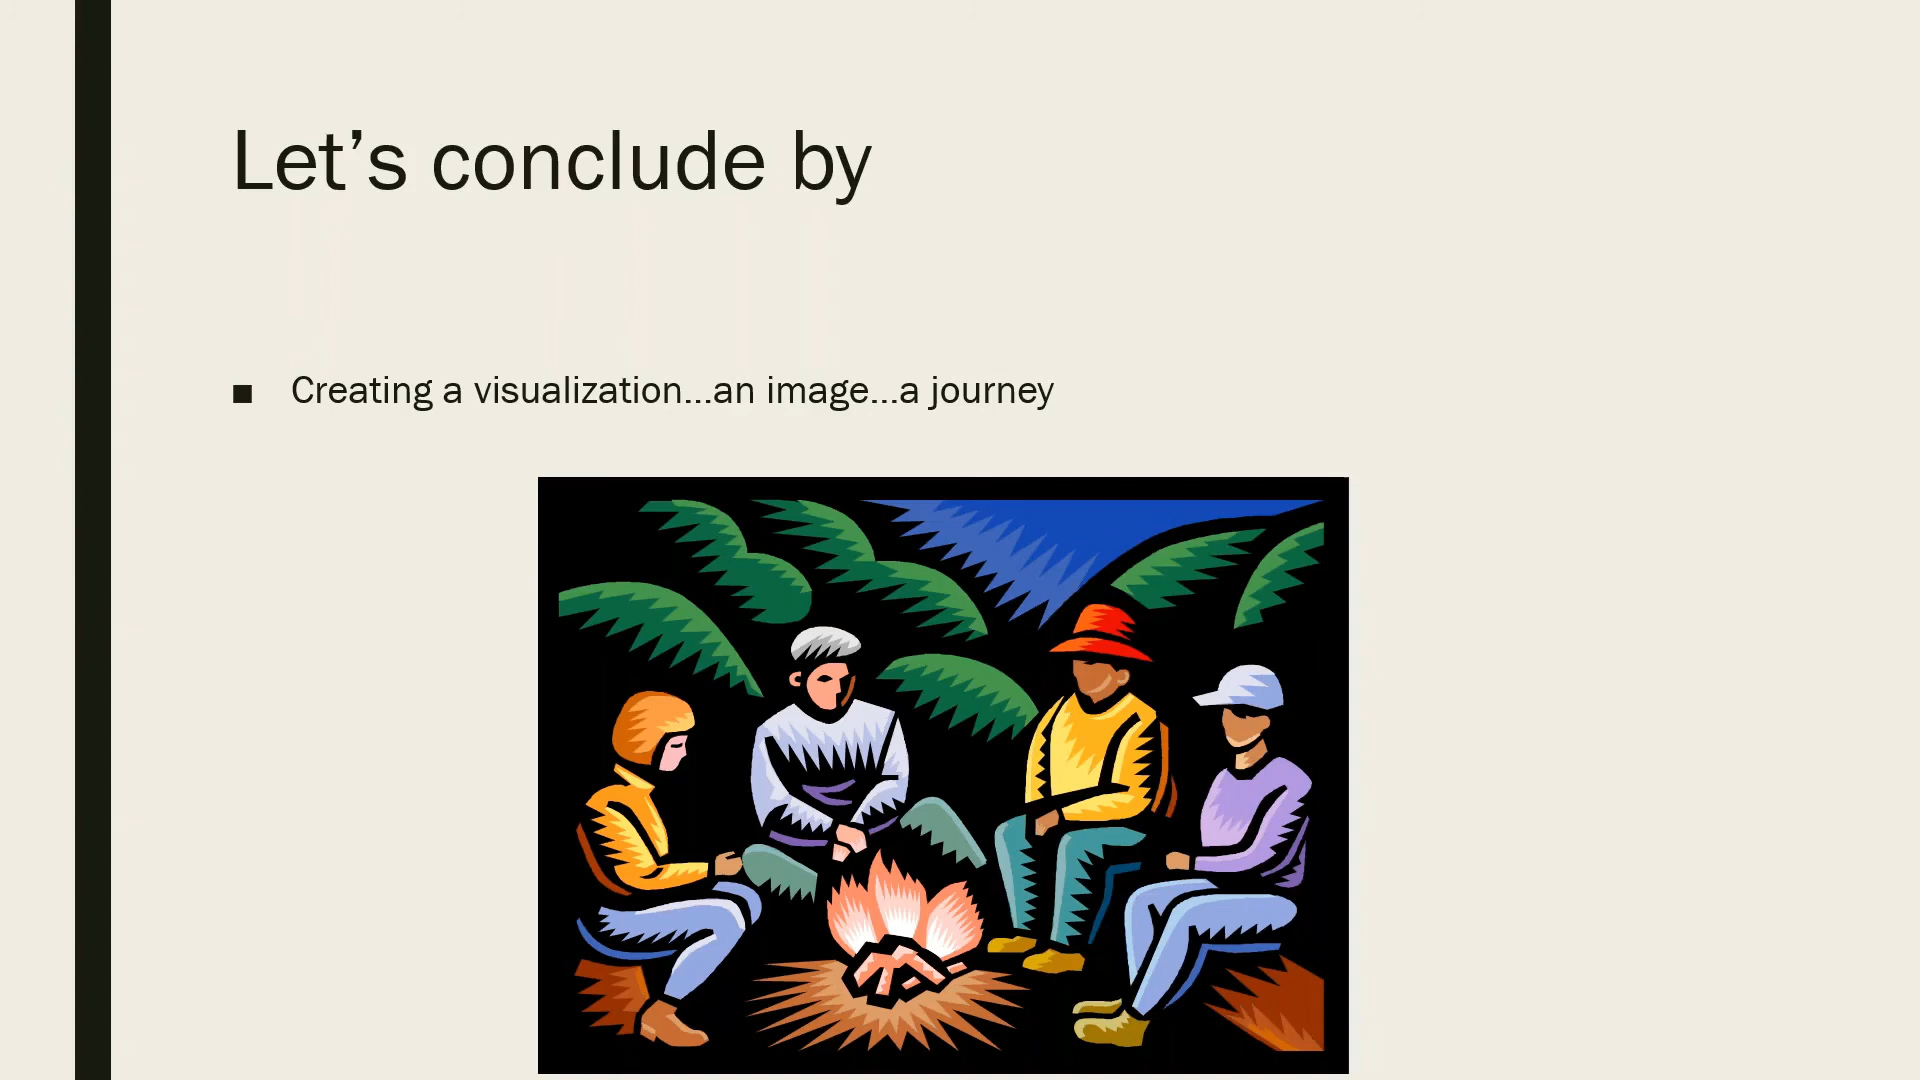 Let’s conclude by
■ Creating a visualization...an image...a journey